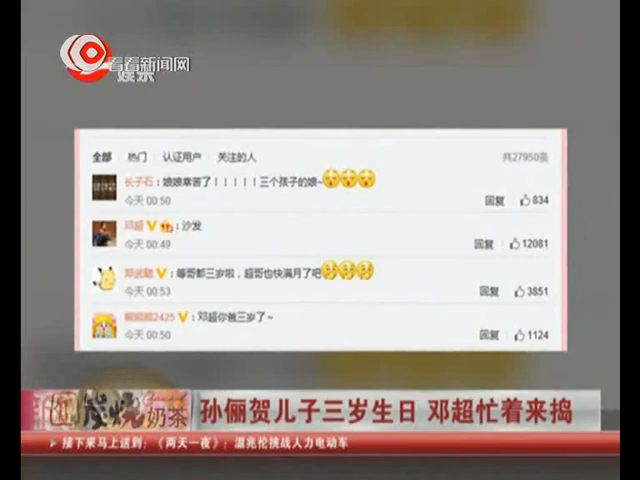 看看新闻网
娱乐
全部 热门 认证用户 关注的人 共27950条
长子石：娘娘辛苦了！！！！！三个孩子的娘~
今天 00:50 回复 834
邓超：沙发
今天 00:49 回复 12081
郑凯聪：等哥都三岁啦，超哥也快满月了吧
今天 00:53 回复 3851
2425：邓超你爸三岁了~
今天 00:50 回复 1124
炭烧奶茶
孙俪贺儿子三岁生日 邓超忙着来捣
接下来马上送到：《两天一夜》：温兆伦挑战人力电动车